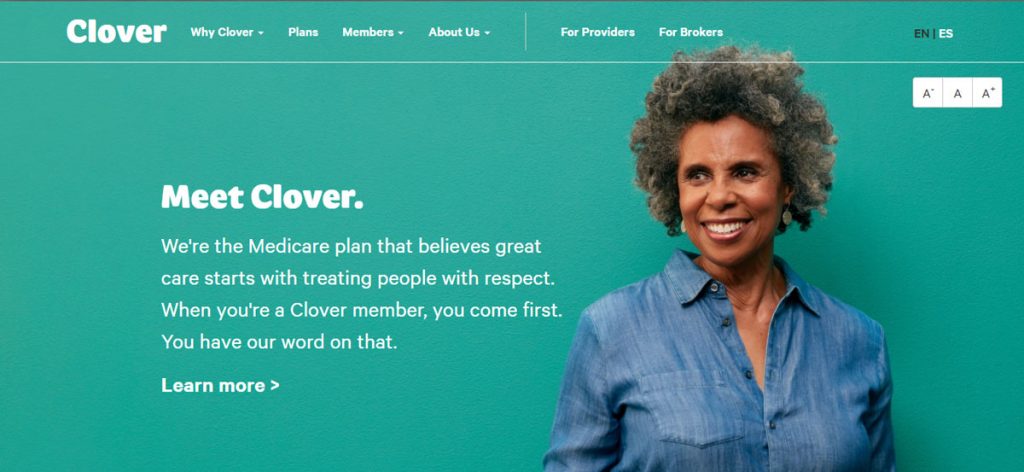 Clover Why Clover Plans Members About Us For Providers For Brokers EN | ES
A- A A+
Meet Clover.
We're the Medicare plan that believes great
care starts with treating people with respect.
When you're a Clover member, you come first.
You have our word on that.
Learn more >